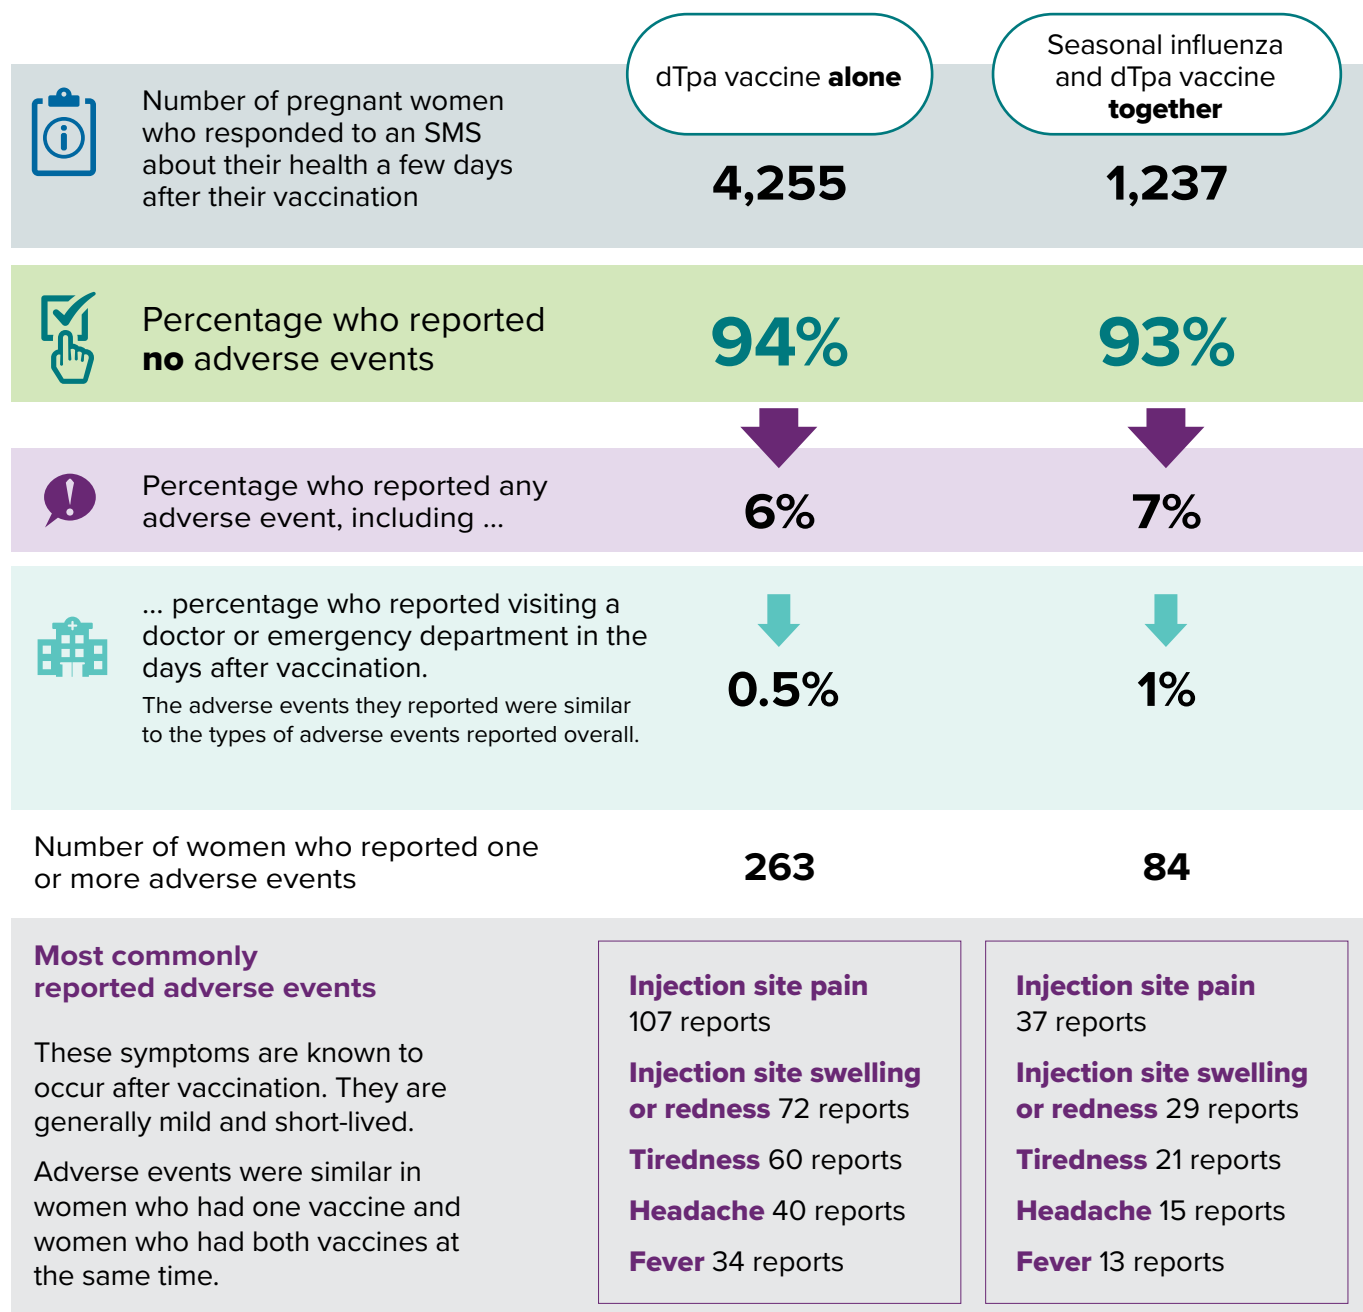 dTpa vaccine alone
Seasonal influenza
and dTpa vaccine
together
Number of pregnant women
who responded to an SMS
about their health a few days
after their vaccination
4,255
1,237
Percentage who reported
no adverse events
94%
93%
Percentage who reported any
adverse event, including ...
6%
7%
... percentage who reported visiting a
doctor or emergency department in the
days after vaccination.
The adverse events they reported were similar
to the types of adverse events reported overall.
0.5%
1%
Number of women who reported one
or more adverse events
263
84
Most commonly
reported adverse events
These symptoms are known to
occur after vaccination. They are
generally mild and short-lived.
Adverse events were similar in
women who had one vaccine and
women who had both vaccines at
the same time.
Injection site pain
107 reports
Injection site swelling
or redness 72 reports
Tiredness 60 reports
Headache 40 reports
Fever 34 reports
Injection site pain
37 reports
Injection site swelling
or redness 29 reports
Tiredness 21 reports
Headache 15 reports
Fever 13 reports